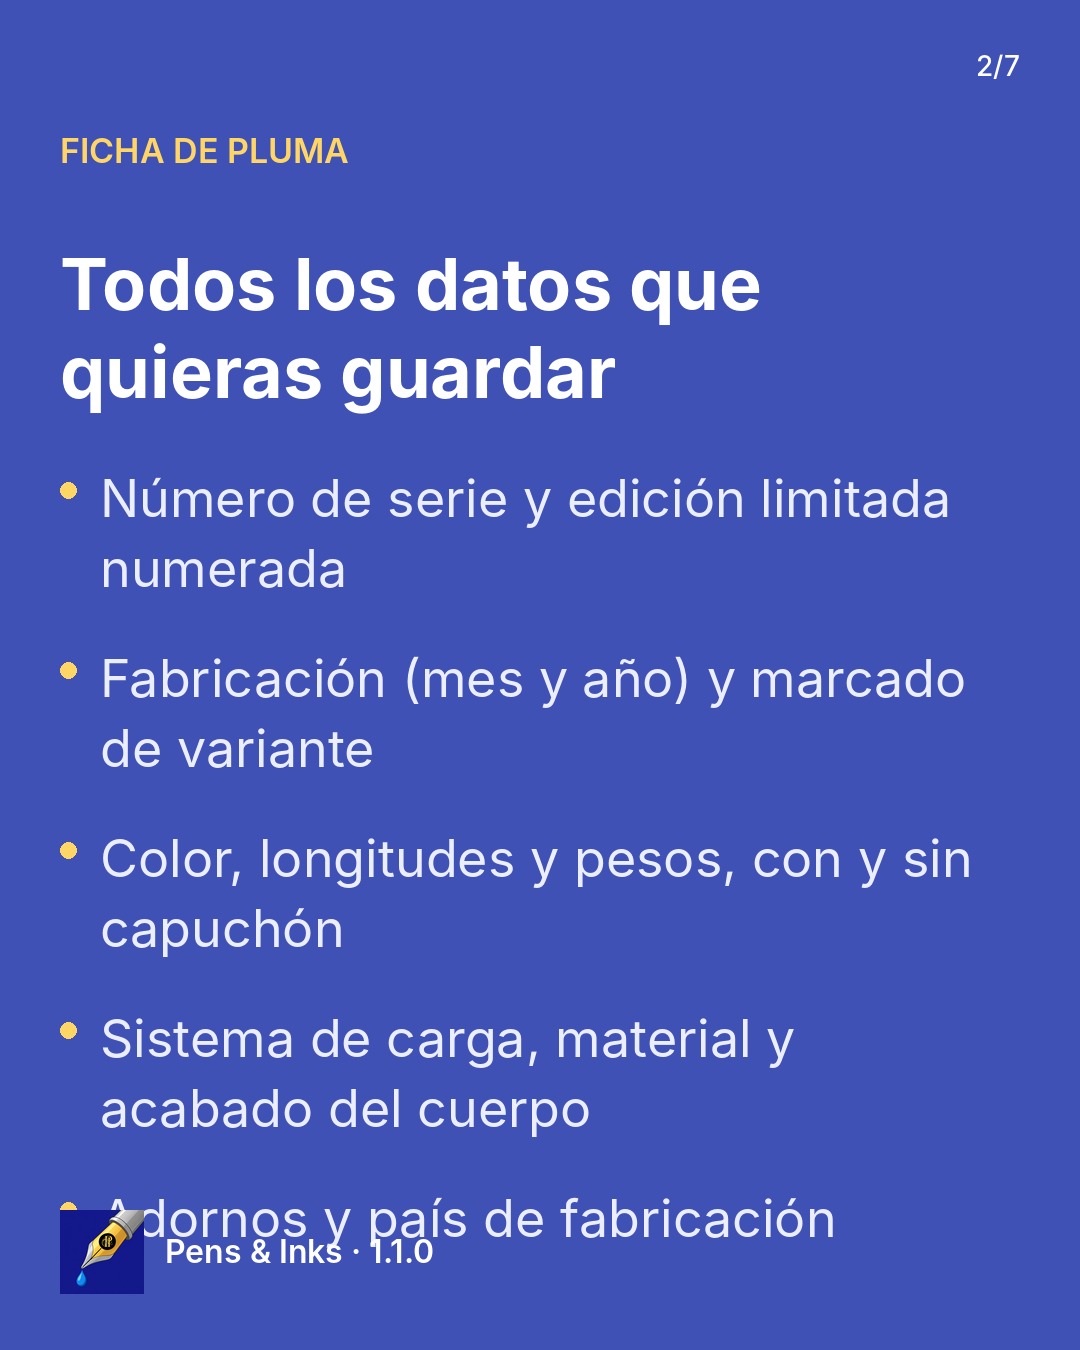 2/7
FICHA DE PLUMA
Todos los datos que
quieras guardar
• Número de serie y edición limitada
numerada
• Fabricación (mes y año) y marcado
de variante
• Color, longitudes y pesos, con y sin
capuchón
• Sistema de carga, material y
acabado del cuerpo
• Adornos y país de fabricación
Pens & Inks · 1.1.0